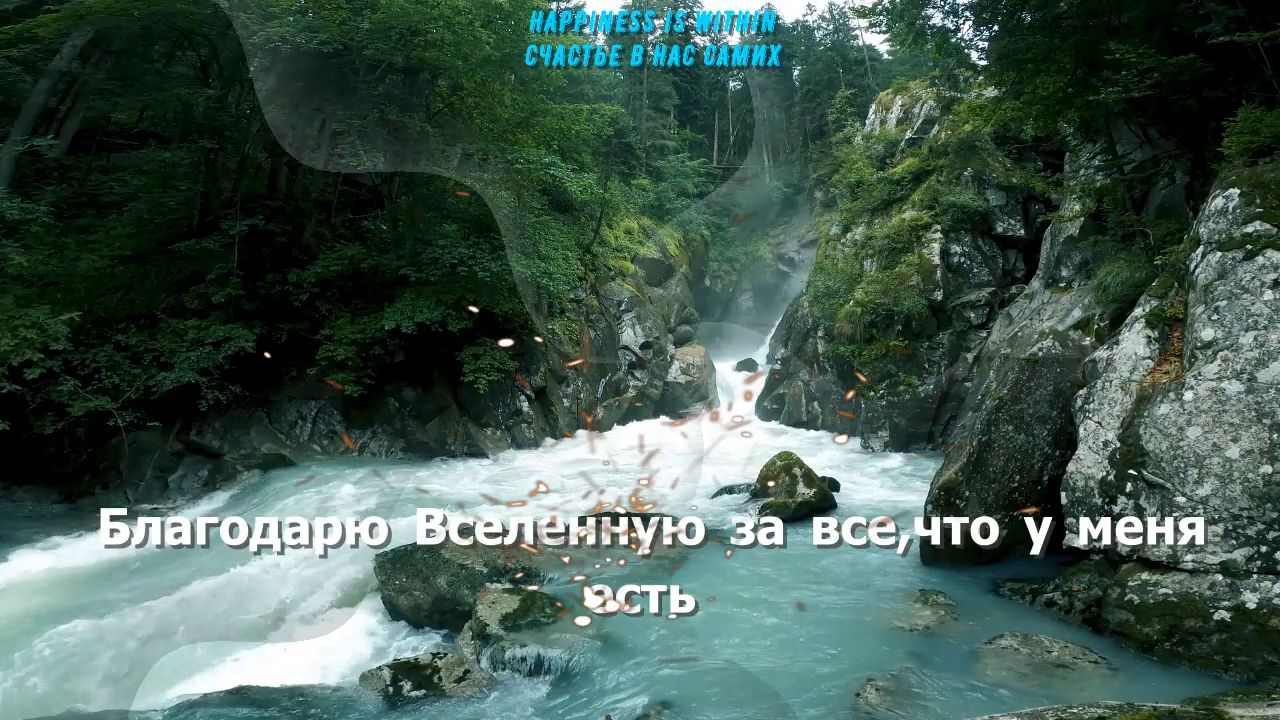 HAPPINESS IS WITHIN
СЧАСТЬЕ В НАС САМИХ
Благодарю Вселенную за все,что у меня
есть